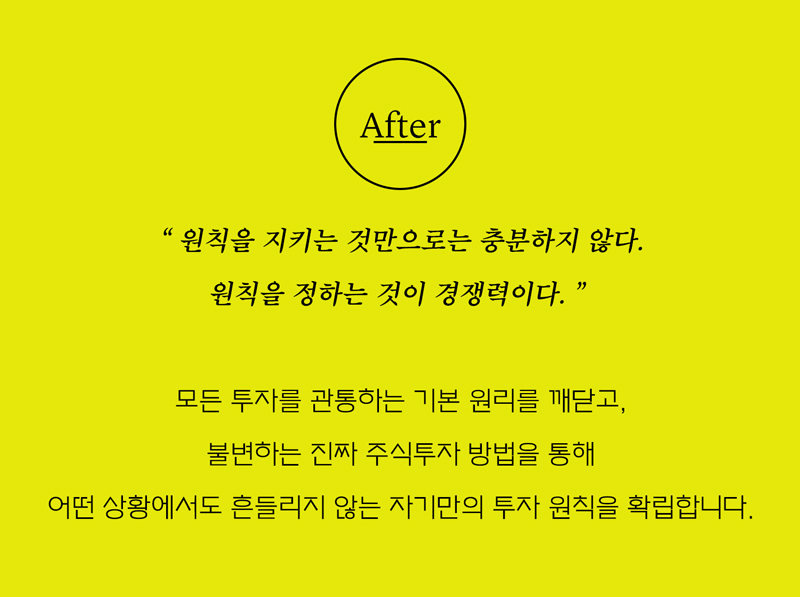 After
“ 원칙을 지키는 것만으로는 충분하지 않다.
원칙을 정하는 것이 경쟁력이다. ”
모든 투자를 관통하는 기본 원리를 깨닫고,
불변하는 진짜 주식투자 방법을 통해
어떤 상황에서도 흔들리지 않는 자기만의 투자 원칙을 확립합니다.